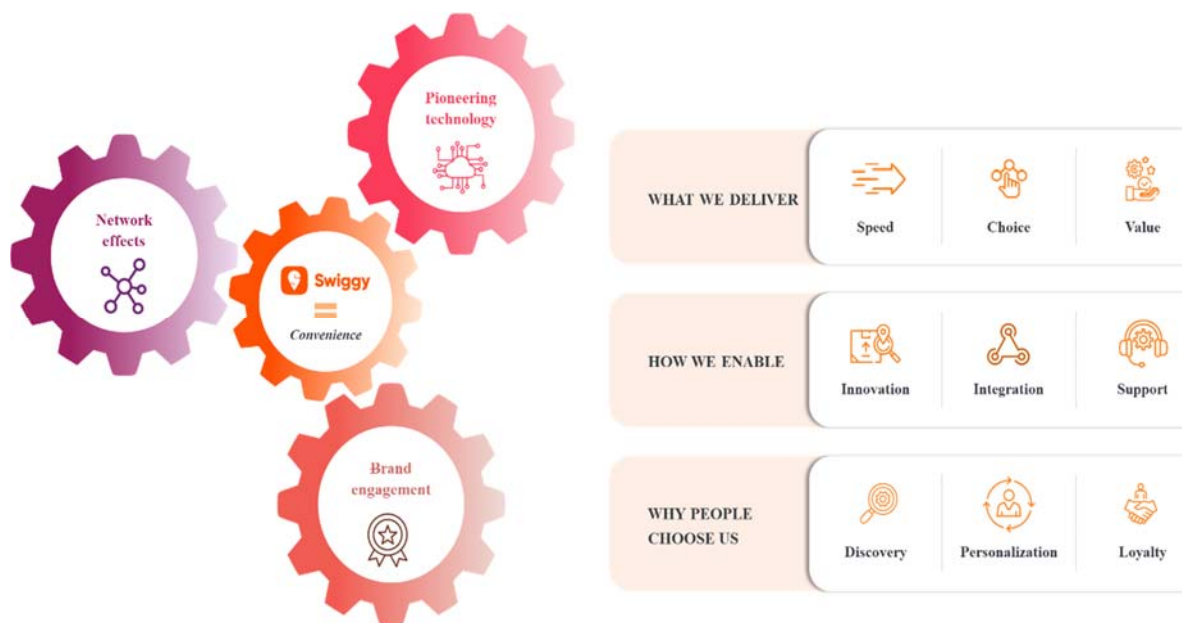 Pioneering
technology
Network
effects
Swiggy
=
Convenience
Brand
engagement
WHAT WE DELIVER
Speed
Choice
Value
HOW WE ENABLE
Innovation
Integration
Support
WHY PEOPLE
CHOOSE US
Discovery
Personalization
Loyalty